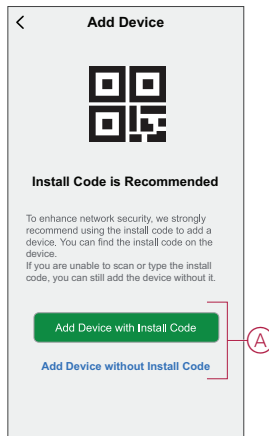 Add Device
Install Code is Recommended
To enhance network security, we strongly
recommend using the install code to add a
device. You can find the install code on the
device.
If you are unable to scan or type the install
code, you can still add the device without it.
Add Device with Install Code
A
Add Device without Install Code